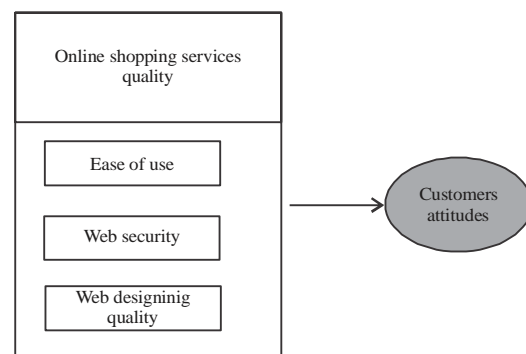 Online shopping services
quality
Ease of use
Web security
Web designinig
quality
Customers
attitudes